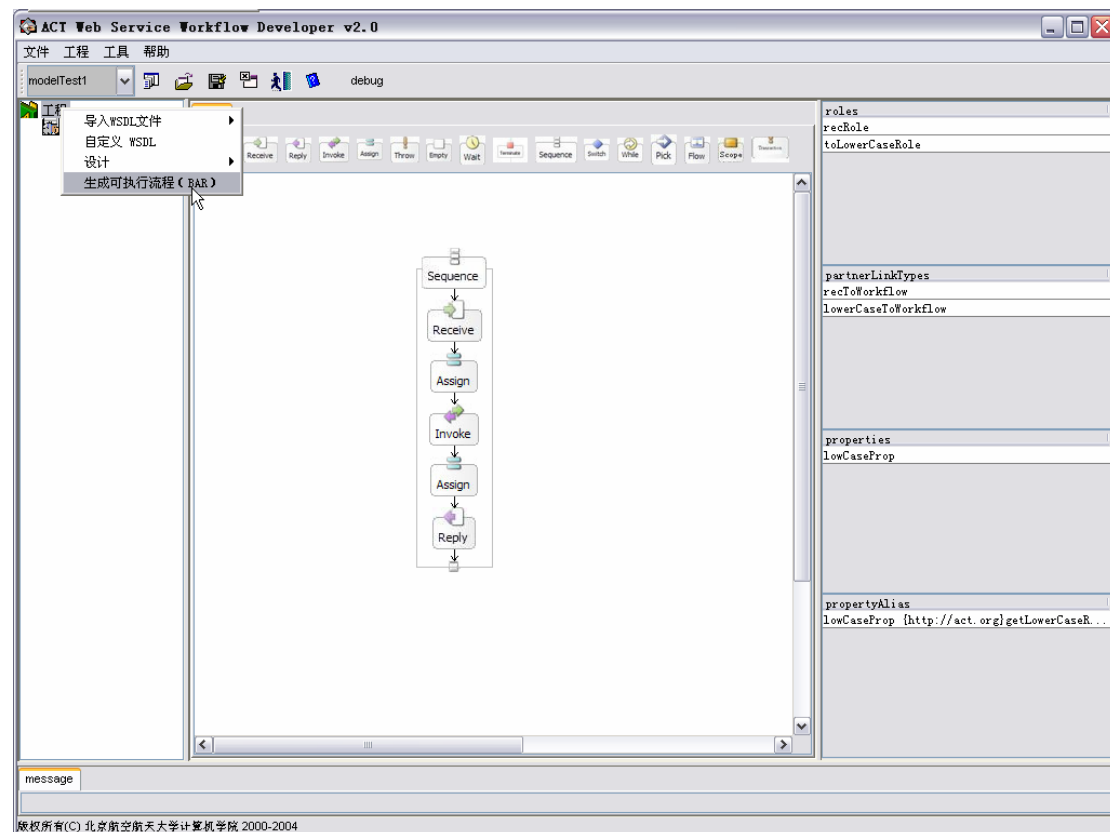 ACT Web Service Workflow Developer v2.0
文件 工程 工具 帮助
modelTest1 debug
工程
导入WSDL文件
自定义 WSDL
设计
生成可执行流程(BAR)
Receive Reply Invoke Assign Throw Empty Wait Terminate Sequence Switch While Pick Flow Scope
Sequence
Receive
Assign
Invoke
Assign
Reply
roles
recRole
toLowerCaseRole
partnerLinkTypes
recToWorkflow
lowerCaseToWorkflow
properties
lowCaseProp
propertyAlias
lowCaseProp {http://act.org}getLowerCaseR...
message
版权所有(C) 北京航空航天大学计算机学院 2000-2004